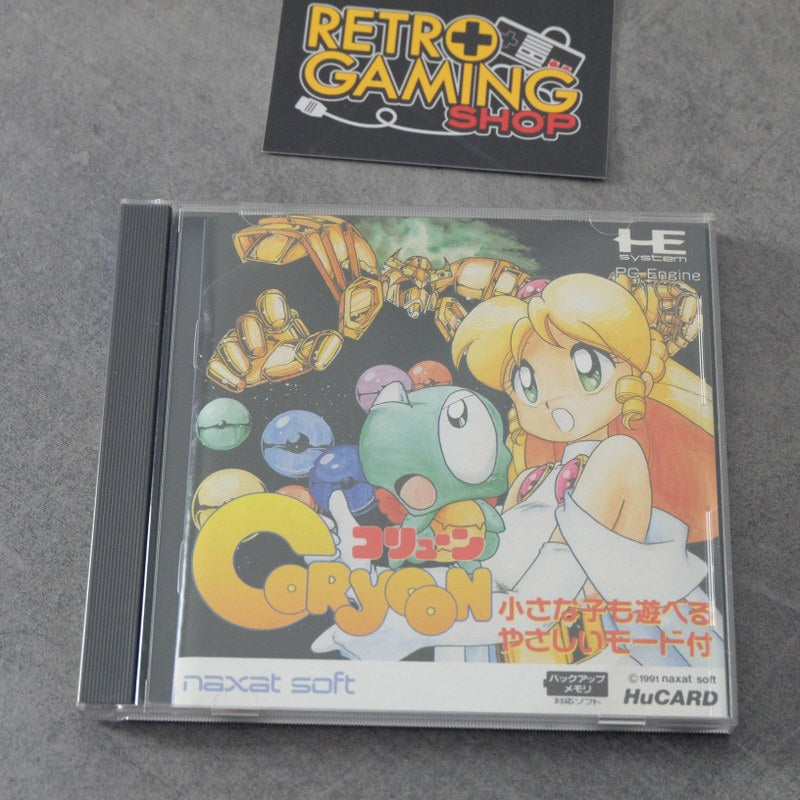 RETRO
GAMING
SHOP
HE
system
PC Engine
コリューン
CORYOON
小さな子も遊べる
やさしいモード付
naxat soft
バックアップ
メモリ
対応ソフト
©1991 naxat soft
HuCARD